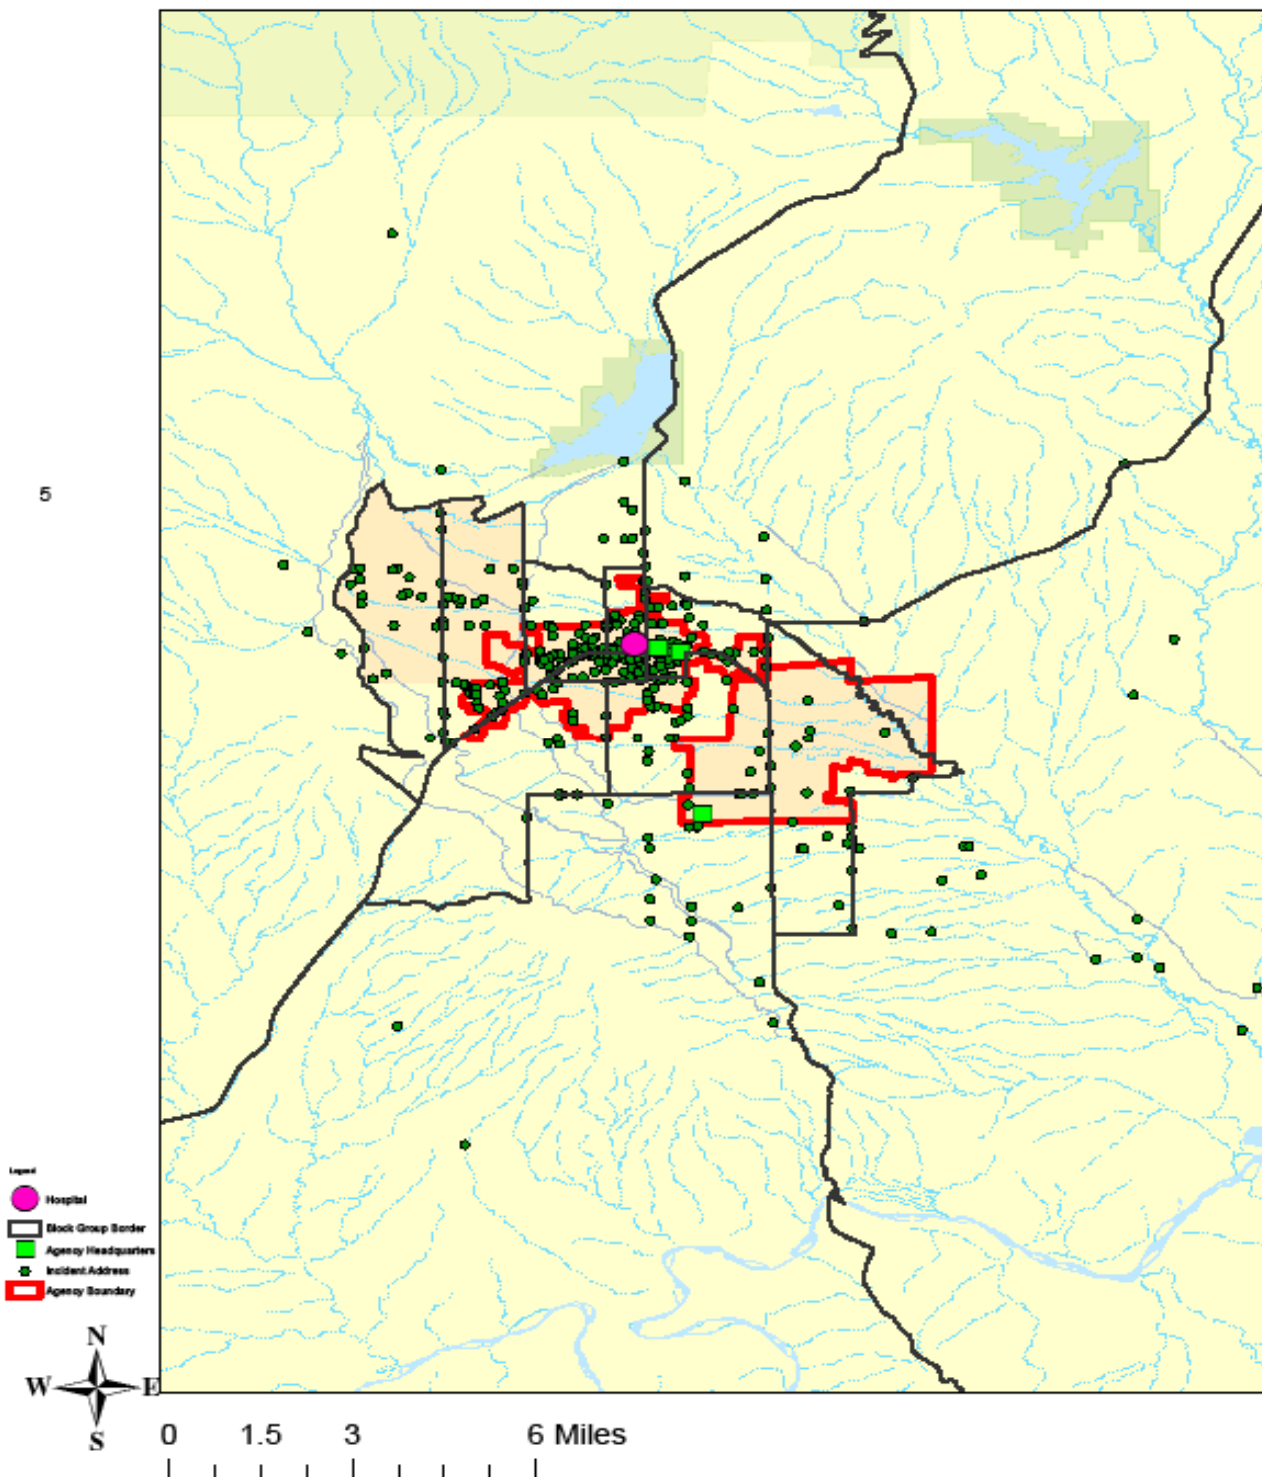 5
Legend
Hospital
Block Group Border
Agency Headquarters
Incident Address
Agency Boundary
N
W E
S
0 1.5 3 6 Miles